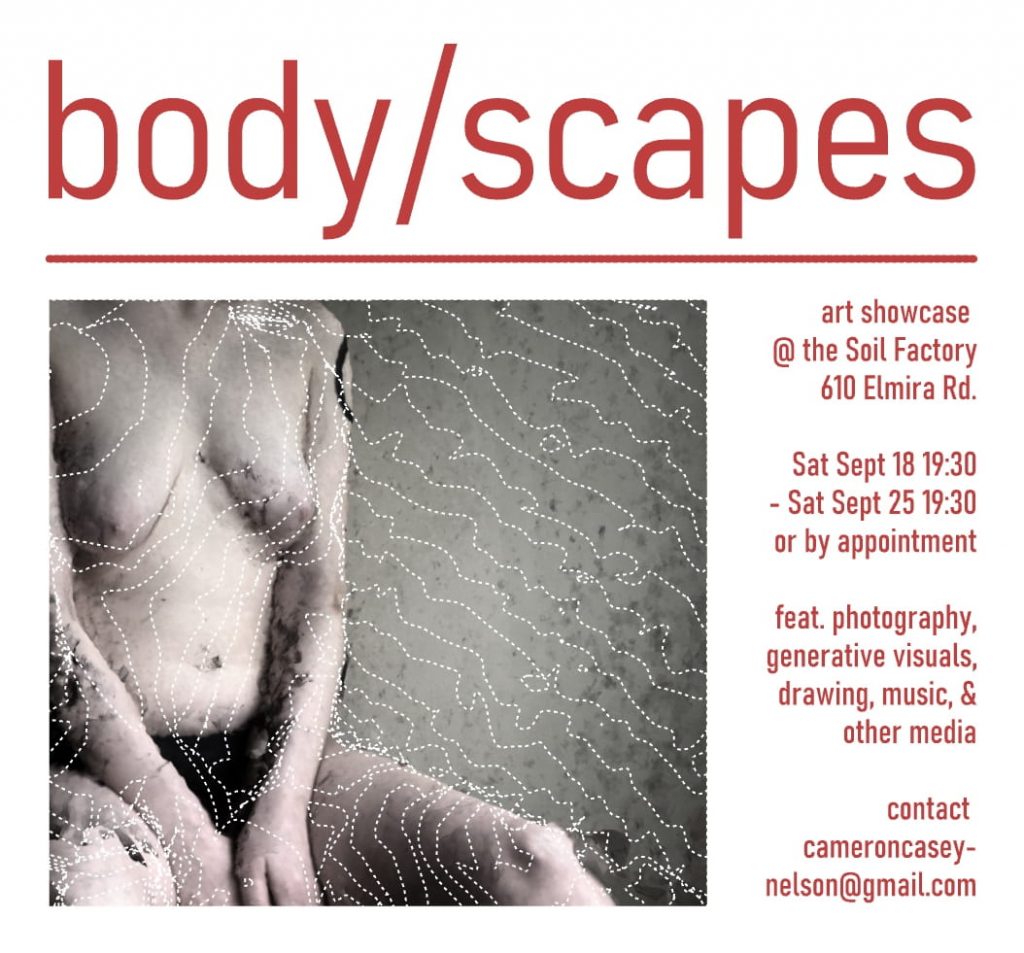 body/scapes
art showcase
@ the Soil Factory
610 Elmira Rd.
Sat Sept 18 19:30
- Sat Sept 25 19:30
or by appointment
feat. photography,
generative visuals,
drawing, music, &
other media
contact
cameroncasey-
nelson@gmail.com